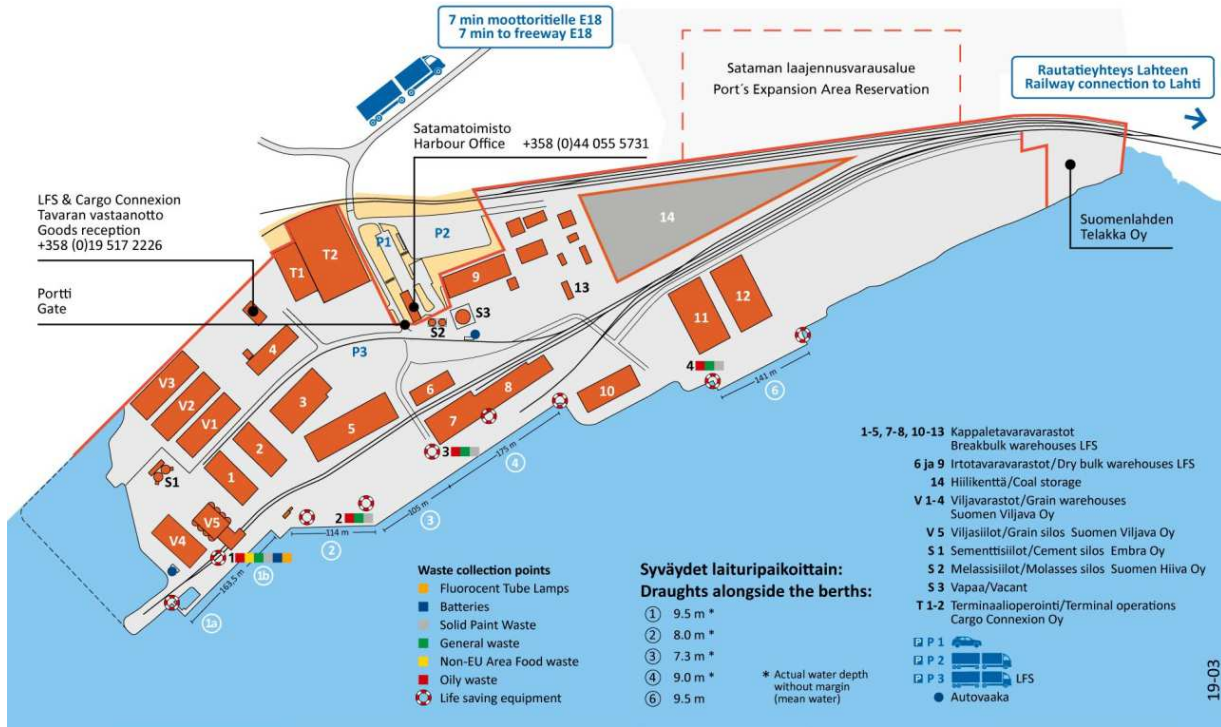 7 min moottoritielle E18
7 min to freeway E18
Sataman laajennusvarausalue
Port´s Expansion Area Reservation
Rautatieyhteys Lahteen
Railway connection to Lahti
Satamatoimisto
Harbour Office +358 (0)44 055 5731
LFS & Cargo Connexion
Tavaran vastaanotto
Goods reception
+358 (0)19 517 2226
Portti
Gate
Suomenlahden
Telakka Oy
T1
T2
P1
P2
14
9
13
S3
S2
11
12
4
P3
V3
V2
V1
3
6
8
10
5
7
2
1
S1
V5
V4
4
141 m
6
3
175 m
4
2
105 m
3
114 m
2
1
1b
163,5 m
1a
Waste collection points
Fluorocent Tube Lamps
Batteries
Solid Paint Waste
General waste
Non-EU Area Food waste
Oily waste
Life saving equipment
Syväydet laituripaikoittain:
Draughts alongside the berths:
1 9.5 m *
2 8.0 m *
3 7.3 m *
4 9.0 m *
6 9.5 m
* Actual water depth
without margin
(mean water)
1-5, 7-8, 10-13 Kappaletavaravarastot
Breakbulk warehouses LFS
6 ja 9 Irtotavaravarastot/Dry bulk warehouses LFS
14 Hiilikenttä/Coal storage
V 1-4 Viljavarastot/Grain warehouses
Suomen Viljava Oy
V 5 Viljasiilot/Grain silos Suomen Viljava Oy
S 1 Sementtisiilot/Cement silos Embra Oy
S 2 Melassisiilot/Molasses silos Suomen Hiiva Oy
S 3 Vapaa/Vacant
T 1-2 Terminaalioperointi/Terminal operations
Cargo Connexion Oy
P P 1
P P 2
P P 3 LFS
Autovaaka
19-03